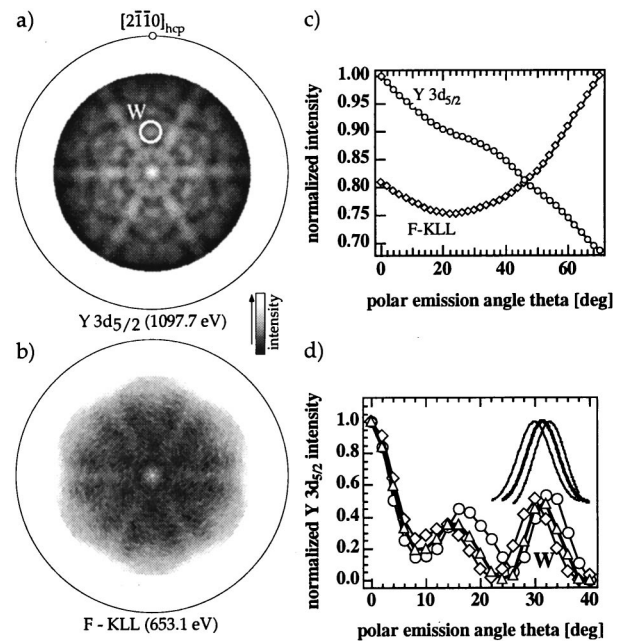 a)
[21̄1̄0]hcp
W
Y 3d5/2 (1097.7 eV)
intensity
b)
F - KLL (653.1 eV)
c)
normalized intensity
1.00
0.95
0.90
0.85
0.80
0.75
0.70
Y 3d5/2
F-KLL
0 20 40 60
polar emission angle theta [deg]
d)
normalized Y 3d5/2 intensity
1.0
0.8
0.6
0.4
0.2
0.0
W
0 10 20 30 40
polar emission angle theta [deg]